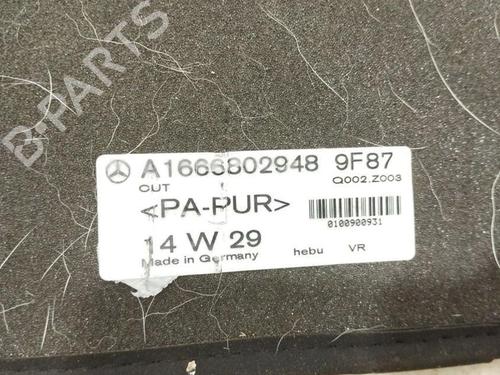 B-PARTS
A1666802948 9F87
CUT Q002.Z003
<PA-PUR>
0100900931
14 W 29
Made in Germany hebu VR